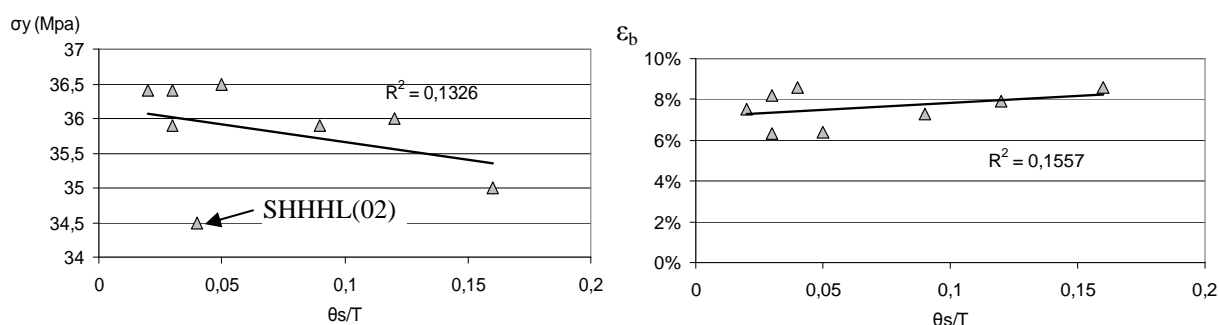 σy (Mpa)
37
36,5
36
35,5
35
34,5
34
R² = 0,1326
SHHHL(02)
0 0,05 0,1 0,15 0,2
θs/T
εb
10%
8%
6%
4%
2%
0%
R² = 0,1557
0 0,05 0,1 0,15 0,2
θs/T